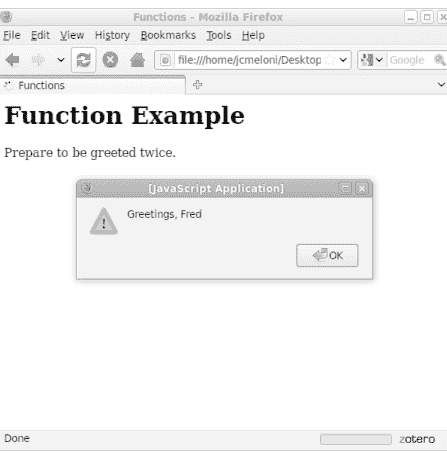 Functions - Mozilla Firefox
File Edit View History Bookmarks Tools Help
file:///home/jcmeloni/Desktop Google
Functions
Function Example
Prepare to be greeted twice.
[JavaScript Application]
Greetings, Fred
OK
Done zotero